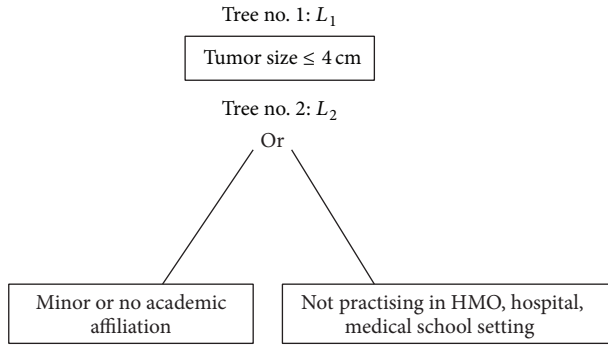 Tree no. 1: L₁
Tumor size ≤ 4 cm
Tree no. 2: L₂
Or
Minor or no academic
affiliation
Not practising in HMO, hospital,
medical school setting